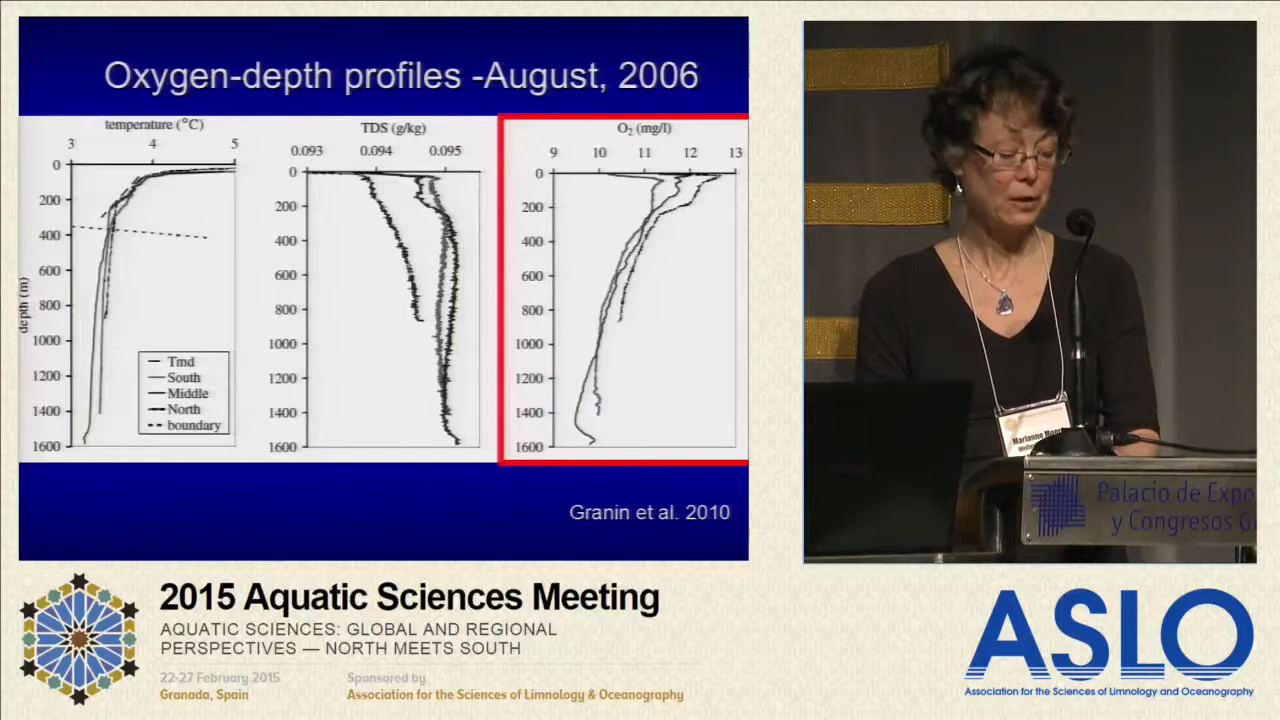 Oxygen-depth profiles -August, 2006
temperature (°C)
3 4 5
0
200
400
600
800
1000
1200
1400
1600
depth (m)
Tmd
South
Middle
North
boundary
TDS (g/kg)
0.093 0.094 0.095
0
200
400
600
800
1000
1200
1400
1600
O₂ (mg/l)
9 10 11 12 13
0
200
400
600
800
1000
1200
1400
1600
Granin et al. 2010
Marianne
Palacio de Expo
y Congresos G
2015 Aquatic Sciences Meeting
AQUATIC SCIENCES: GLOBAL AND REGIONAL
PERSPECTIVES — NORTH MEETS SOUTH
22-27 February 2015
Granada, Spain
Sponsored by
Association for the Sciences of Limnology & Oceanography
ASLO
Association for the Sciences of Limnology and Oceanography